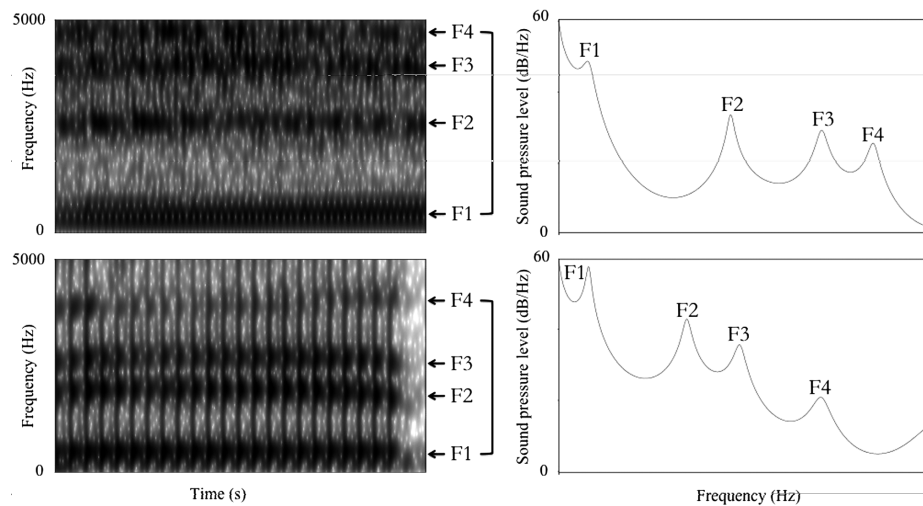 5000
Frequency (Hz)
0
F4
F3
F2
F1
60
Sound pressure level (dB/Hz)
0
F1
F2
F3
F4
5000
Frequency (Hz)
0
F4
F3
F2
F1
Time (s)
60
Sound pressure level (dB/Hz)
0
F1
F2
F3
F4
Frequency (Hz)